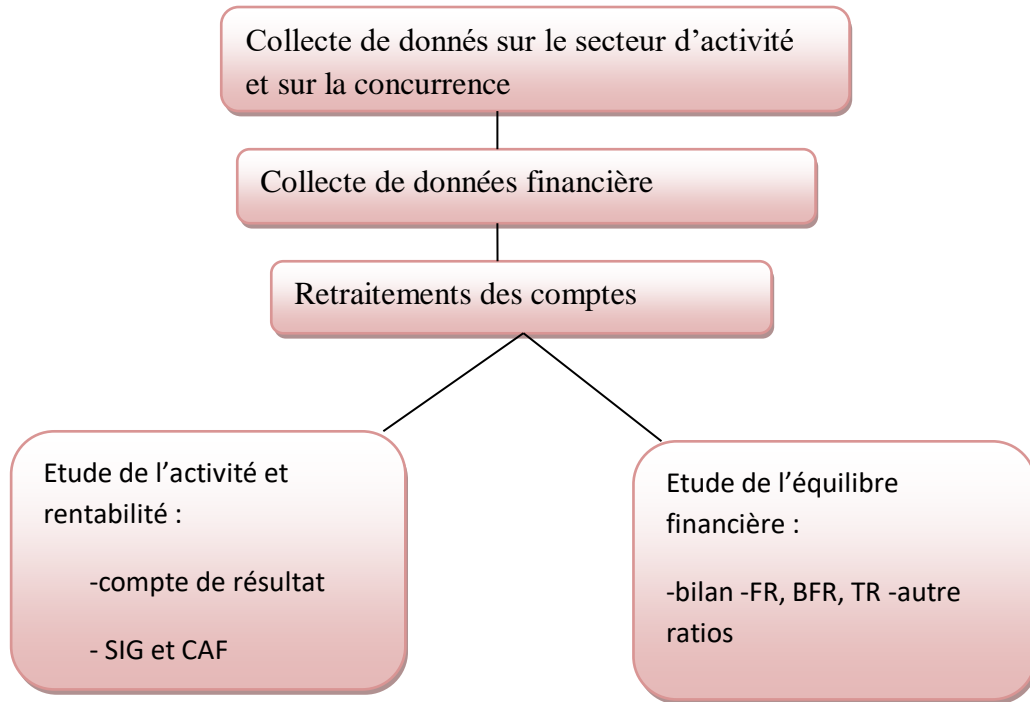 Collecte de donnés sur le secteur d’activité
et sur la concurrence
Collecte de données financière
Retraitements des comptes
Etude de l’activité et
rentabilité :
-compte de résultat
- SIG et CAF
Etude de l’équilibre
financière :
-bilan -FR, BFR, TR -autre
ratios